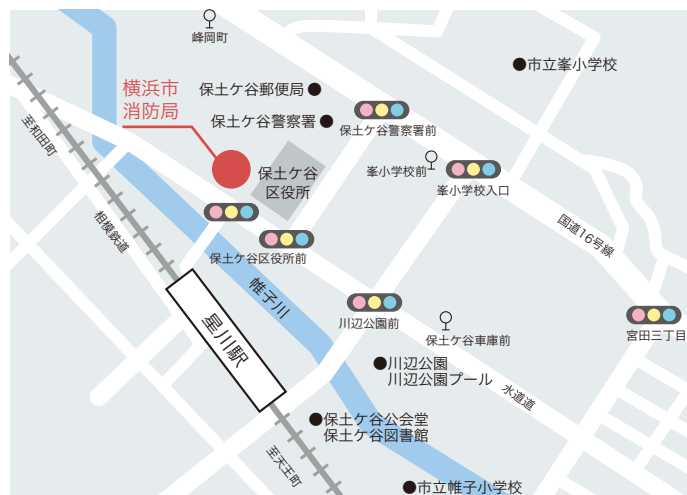 峰岡町
市立峯小学校
横浜市
消防局
保土ケ谷郵便局
保土ケ谷警察署
保土ケ谷警察署前
至和田町
保土ケ谷
区役所
峯小学校前
峯小学校入口
相模鉄道
国道16号線
保土ケ谷区役所前
帷子川
星川駅
川辺公園前
保土ケ谷車庫前
宮田三丁目
川辺公園
川辺公園プール
水道道
保土ケ谷公会堂
保土ケ谷図書館
至天王町
市立帷子小学校